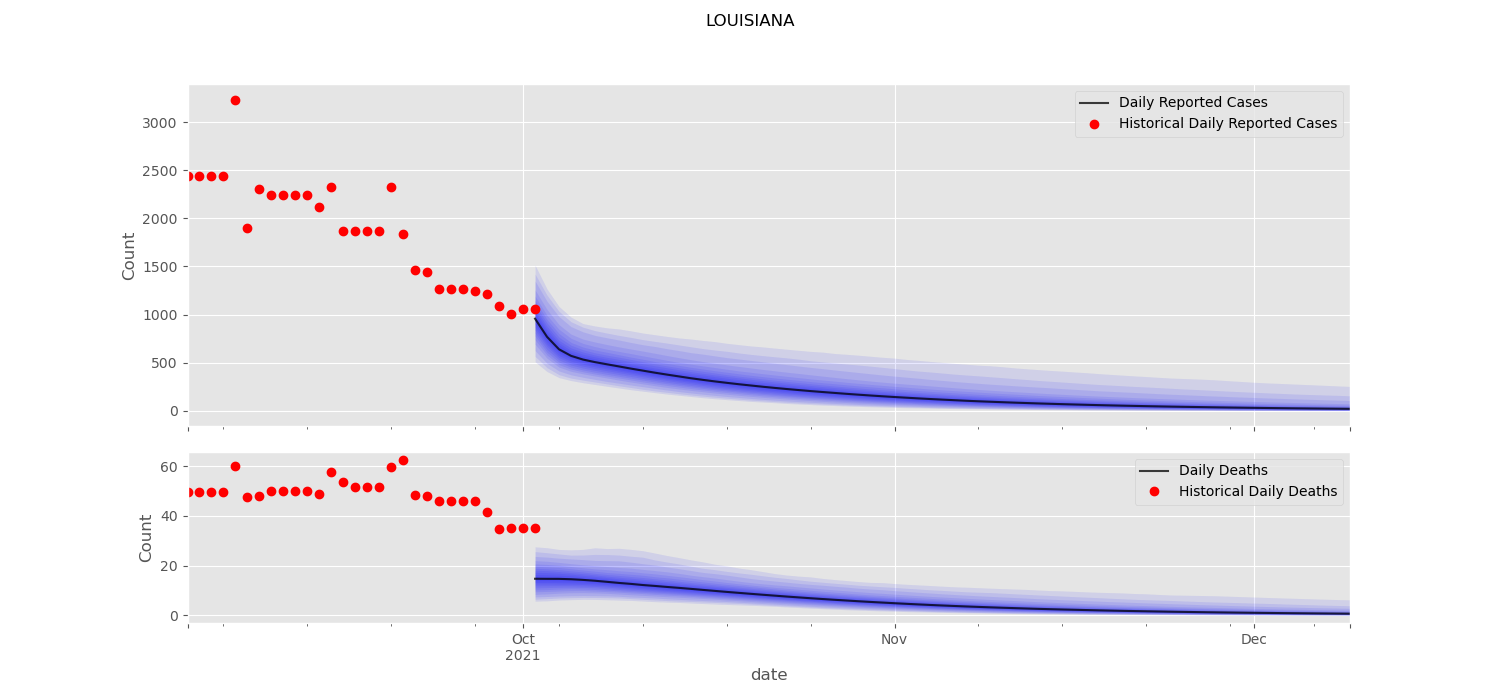 LOUISIANA
3000
2500
2000
1500
1000
500
0
Count
Daily Reported Cases
Historical Daily Reported Cases
60
40
20
0
Count
Daily Deaths
Historical Daily Deaths
Oct
2021
Nov
Dec
date